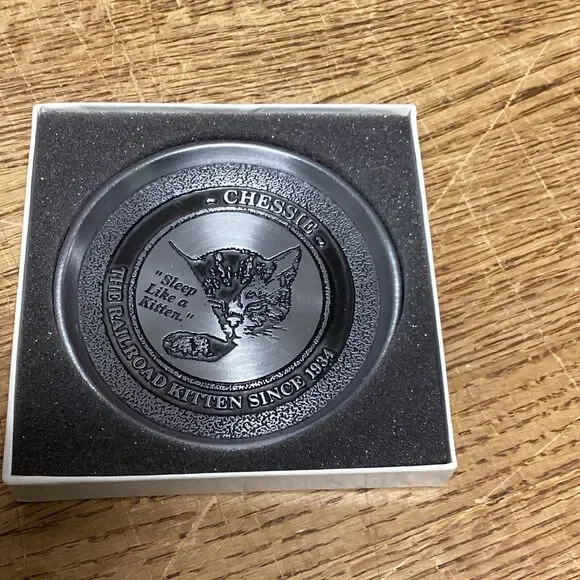 ~ CHESSIE ~
"Sleep
Like a
Kitten."
THE RAILROAD KITTEN SINCE 1934